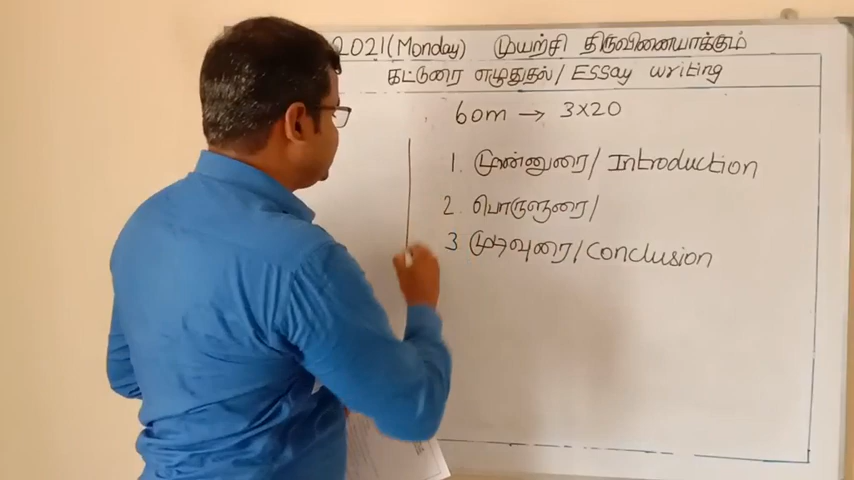 2021(Monday) முயற்சி திருவினையாக்கும்
கட்டுரை எழுதுதல்/Essay writing
60m → 3x20
1. முன்னுரை/Introduction
2. பொருளுரை/
3 முடிவுரை/Conclusion